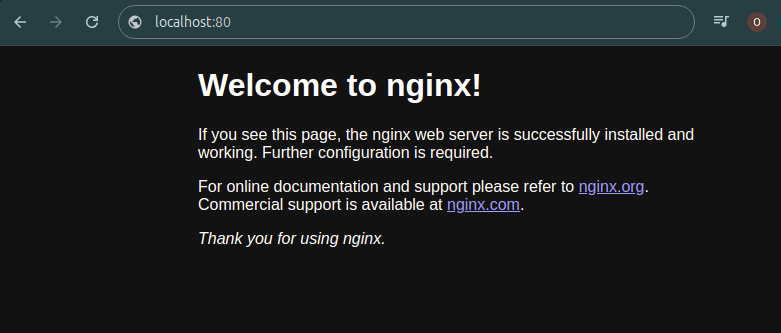 localhost:80
O
Welcome to nginx!
If you see this page, the nginx web server is successfully installed and
working. Further configuration is required.
For online documentation and support please refer to nginx.org.
Commercial support is available at nginx.com.
Thank you for using nginx.